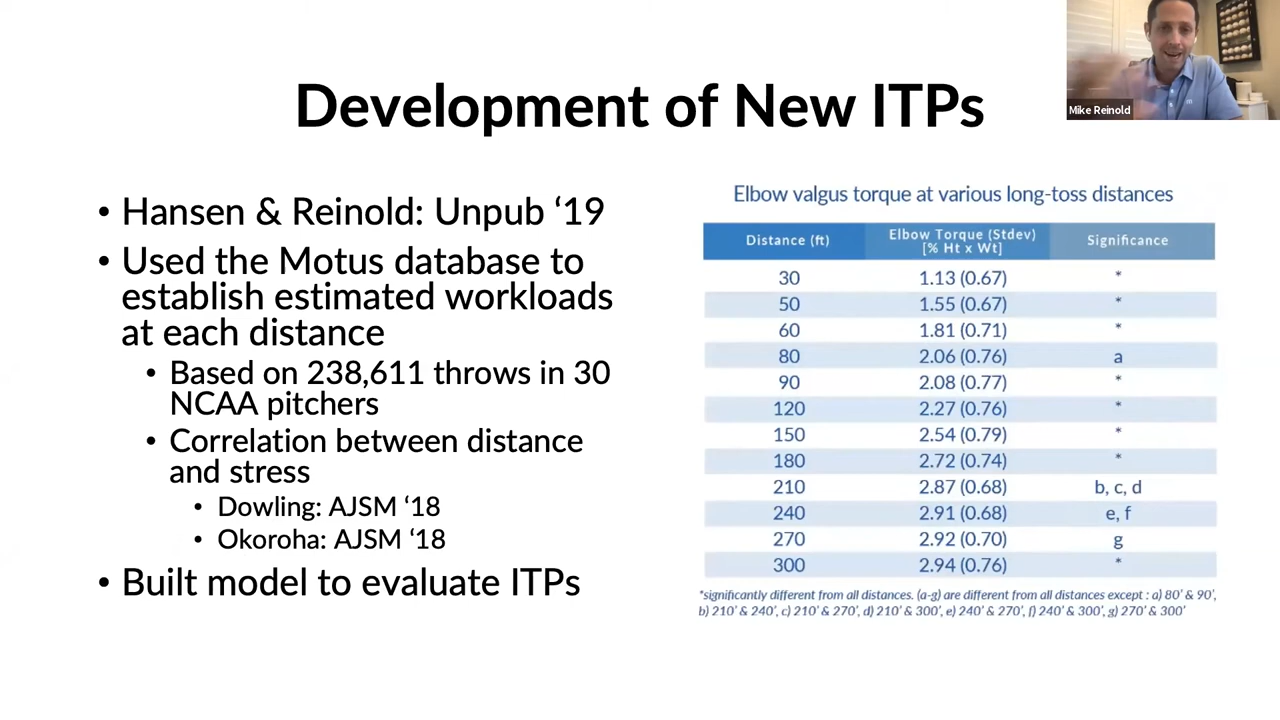 Mike Reinold
Development of New ITPs
• Hansen & Reinold: Unpub ‘19
• Used the Motus database to
establish estimated workloads
at each distance
• Based on 238,611 throws in 30
NCAA pitchers
• Correlation between distance
and stress
• Dowling: AJSM ‘18
• Okoroha: AJSM ‘18
• Built model to evaluate ITPs
Elbow valgus torque at various long-toss distances
Distance (ft) Elbow Torque (Stdev) [% Ht x Wt] Significance
30 1.13 (0.67) *
50 1.55 (0.67) *
60 1.81 (0.71) *
80 2.06 (0.76) a
90 2.08 (0.77) *
120 2.27 (0.76) *
150 2.54 (0.79) *
180 2.72 (0.74) *
210 2.87 (0.68) b, c, d
240 2.91 (0.68) e, f
270 2.92 (0.70) g
300 2.94 (0.76) *
*significantly different from all distances. (a-g) are different from all distances except : a) 80’ & 90’,
b) 210’ & 240’, c) 210’ & 270’, d) 210’ & 300’, e) 240’ & 270’, f) 240’ & 300’, g) 270’ & 300’